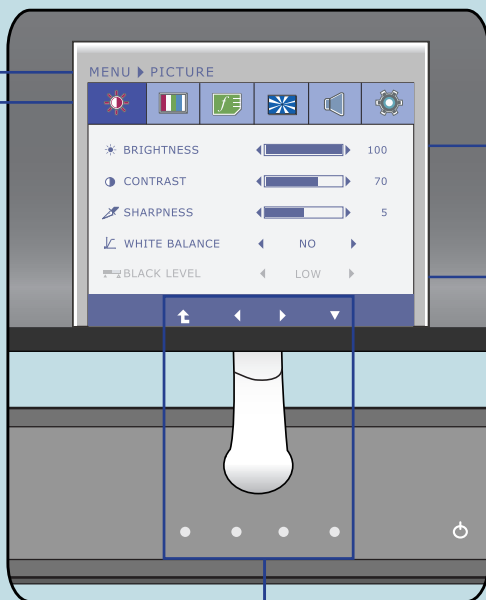 MENU PICTURE
BRIGHTNESS 100
CONTRAST 70
SHARPNESS 5
WHITE BALANCE NO
BLACK LEVEL LOW